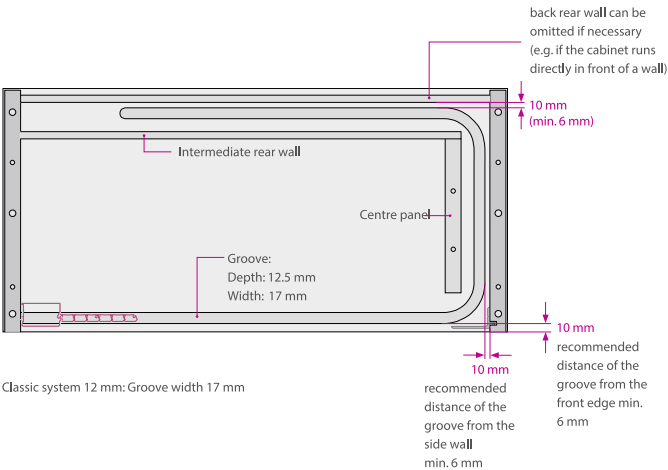 back rear wall can be
omitted if necessary
(e.g. if the cabinet runs
directly in front of a wall)
10 mm
(min. 6 mm)
Intermediate rear wall
Centre panel
Groove:
Depth: 12.5 mm
Width: 17 mm
10 mm
recommended
distance of the
groove from the
front edge min.
6 mm
10 mm
recommended
distance of the
groove from the
side wall
min. 6 mm
Classic system 12 mm: Groove width 17 mm